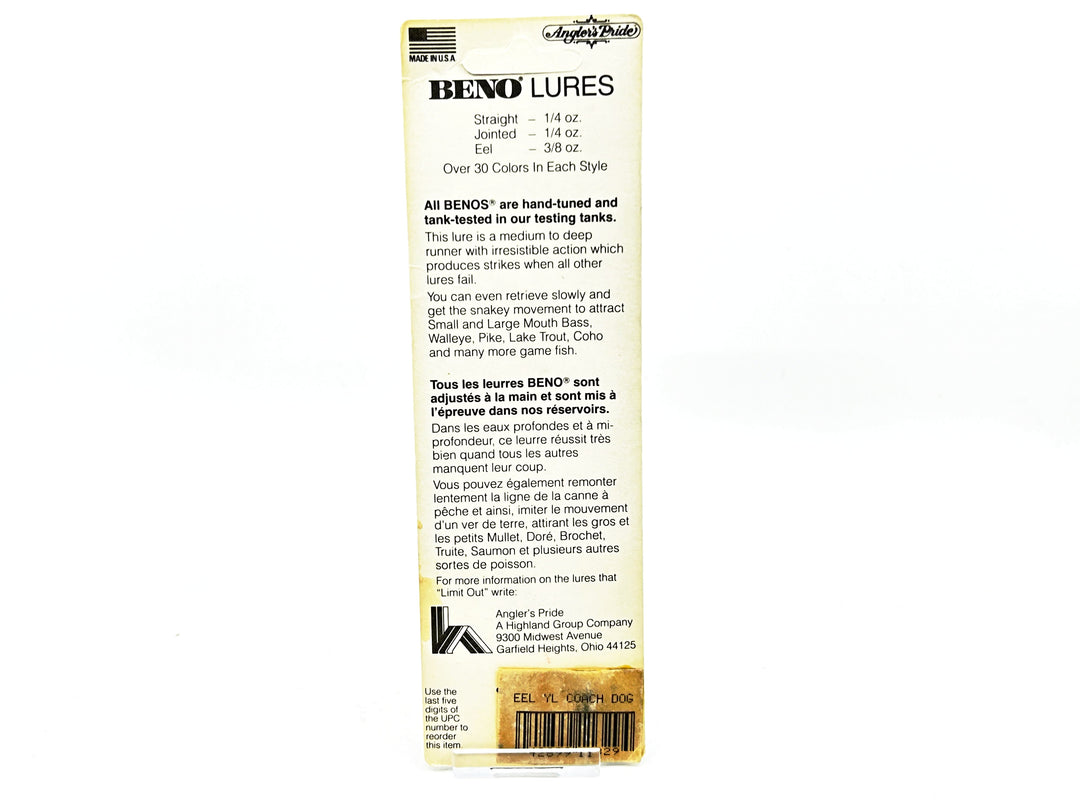 MADE IN U.S.A
Angler's Pride
BENO® LURES
Straight – 1/4 oz.
Jointed – 1/4 oz.
Eel – 3/8 oz.
Over 30 Colors In Each Style
All BENOS® are hand-tuned and
tank-tested in our testing tanks.
This lure is a medium to deep
runner with irresistible action which
produces strikes when all other
lures fail.
You can even retrieve slowly and
get the snakey movement to attract
Small and Large Mouth Bass,
Walleye, Pike, Lake Trout, Coho
and many more game fish.
Tous les leurres BENO® sont
adjustés à la main et sont mis à
l'épreuve dans nos réservoirs.
Dans les eaux profondes et à mi-
profondeur, ce leurre réussit très
bien quand tous les autres
manquent leur coup.
Vous pouvez également remonter
lentement la ligne de la canne à
pêche et ainsi, imiter le mouvement
d'un ver de terre, attirant les gros et
les petits Mullet, Doré, Brochet,
Truite, Saumon et plusieurs autres
sortes de poisson.
For more information on the lures that
"Limit Out" write:
Angler's Pride
A Highland Group Company
9300 Midwest Avenue
Garfield Heights, Ohio 44125
Use the
last five
digits of
the UPC
number to
reorder
this item.
EEL YL COACH DOG